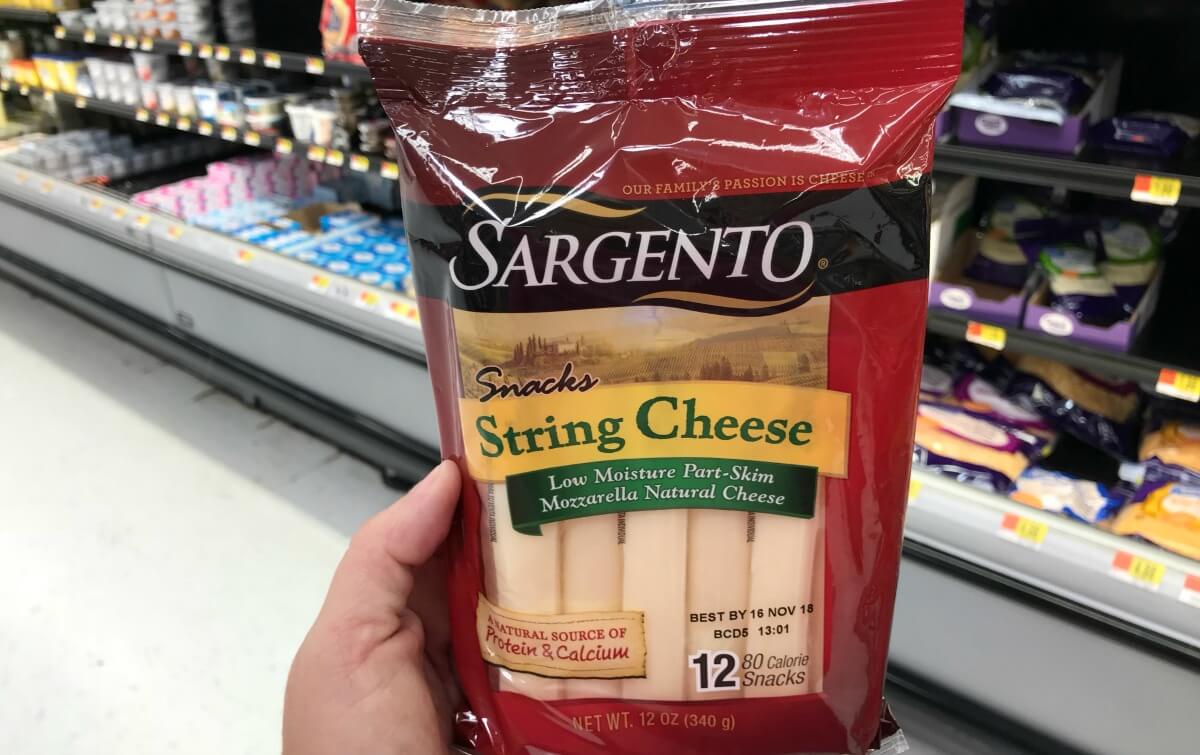 OUR FAMILY'S PASSION IS CHEESE
SARGENTO®
Snacks
String Cheese
Low Moisture Part-Skim
Mozzarella Natural Cheese
A NATURAL SOURCE OF
Protein & Calcium
BEST BY 16 NOV 18
BCD5 13:01
12 80 Calorie
Snacks
NET WT. 12 OZ (340 g)